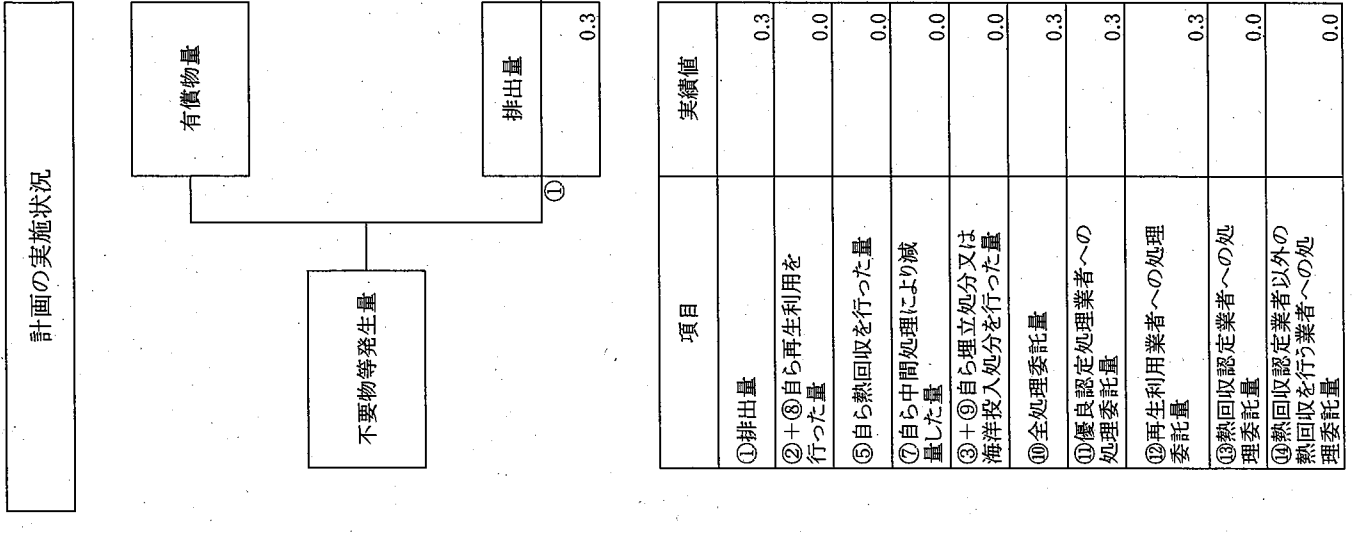 計画の実施状況
有償物量
不要物等発生量
排出量
①
0.3
項目 実績値
①排出量 0.3
②+⑧自ら再生利用を
行った量 0.0
⑤自ら熱回収を行った量 0.0
⑦自ら中間処理により減
量した量 0.0
③+⑨自ら埋立処分又は
海洋投入処分を行った量 0.0
⑩全処理委託量 0.3
⑪優良認定処理業者への
処理委託量 0.3
⑫再生利用業者への処理
委託量 0.3
⑬熱回収認定業者への処
理委託量 0.0
⑭熱回収認定業者以外の
熱回収を行う業者への処
理委託量 0.0